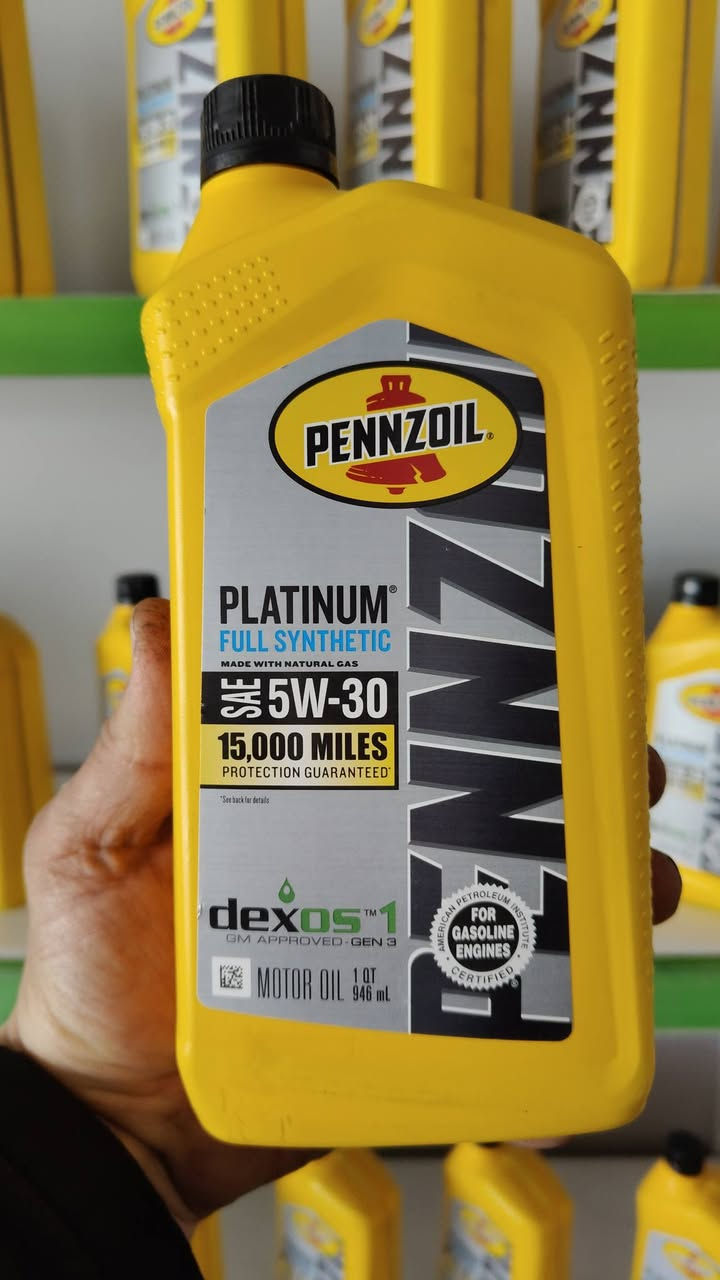 PENNZOIL®
PLATINUM®
FULL SYNTHETIC
MADE WITH NATURAL GAS
SAE 5W-30
15,000 MILES
PROTECTION GUARANTEED*
*See back for details
dexos™1
GM APPROVED-GEN 3
MOTOR OIL 1 QT
946 mL
PENNZOIL
AMERICAN PETROLEUM INSTITUTE
FOR
GASOLINE
ENGINES
CERTIFIED
®